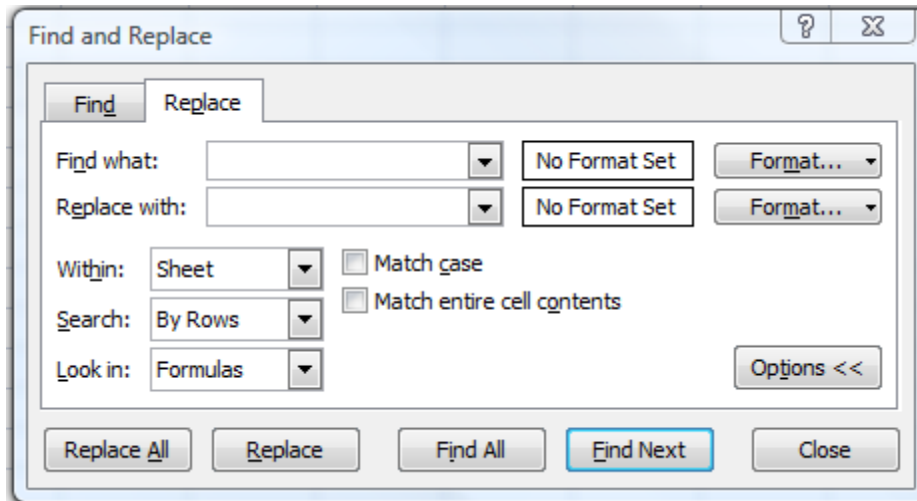 Find and Replace
Find Replace
Find what: No Format Set Format...
Replace with: No Format Set Format...
Within: Sheet Match case
Match entire cell contents
Search: By Rows
Look in: Formulas Options <<
Replace All Replace Find All Find Next Close